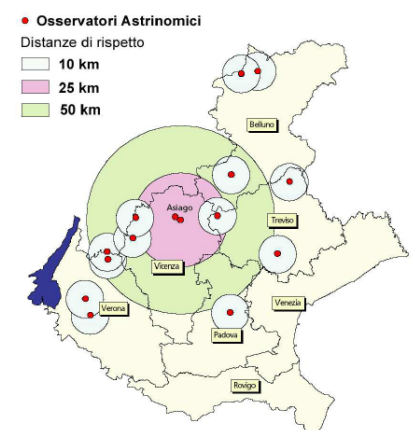 Osservatori Astrinomici
Distanze di rispetto
10 km
25 km
50 km
Belluno
Asiago
Treviso
Vicenza
Venezia
Verona
Padova
Rovigo